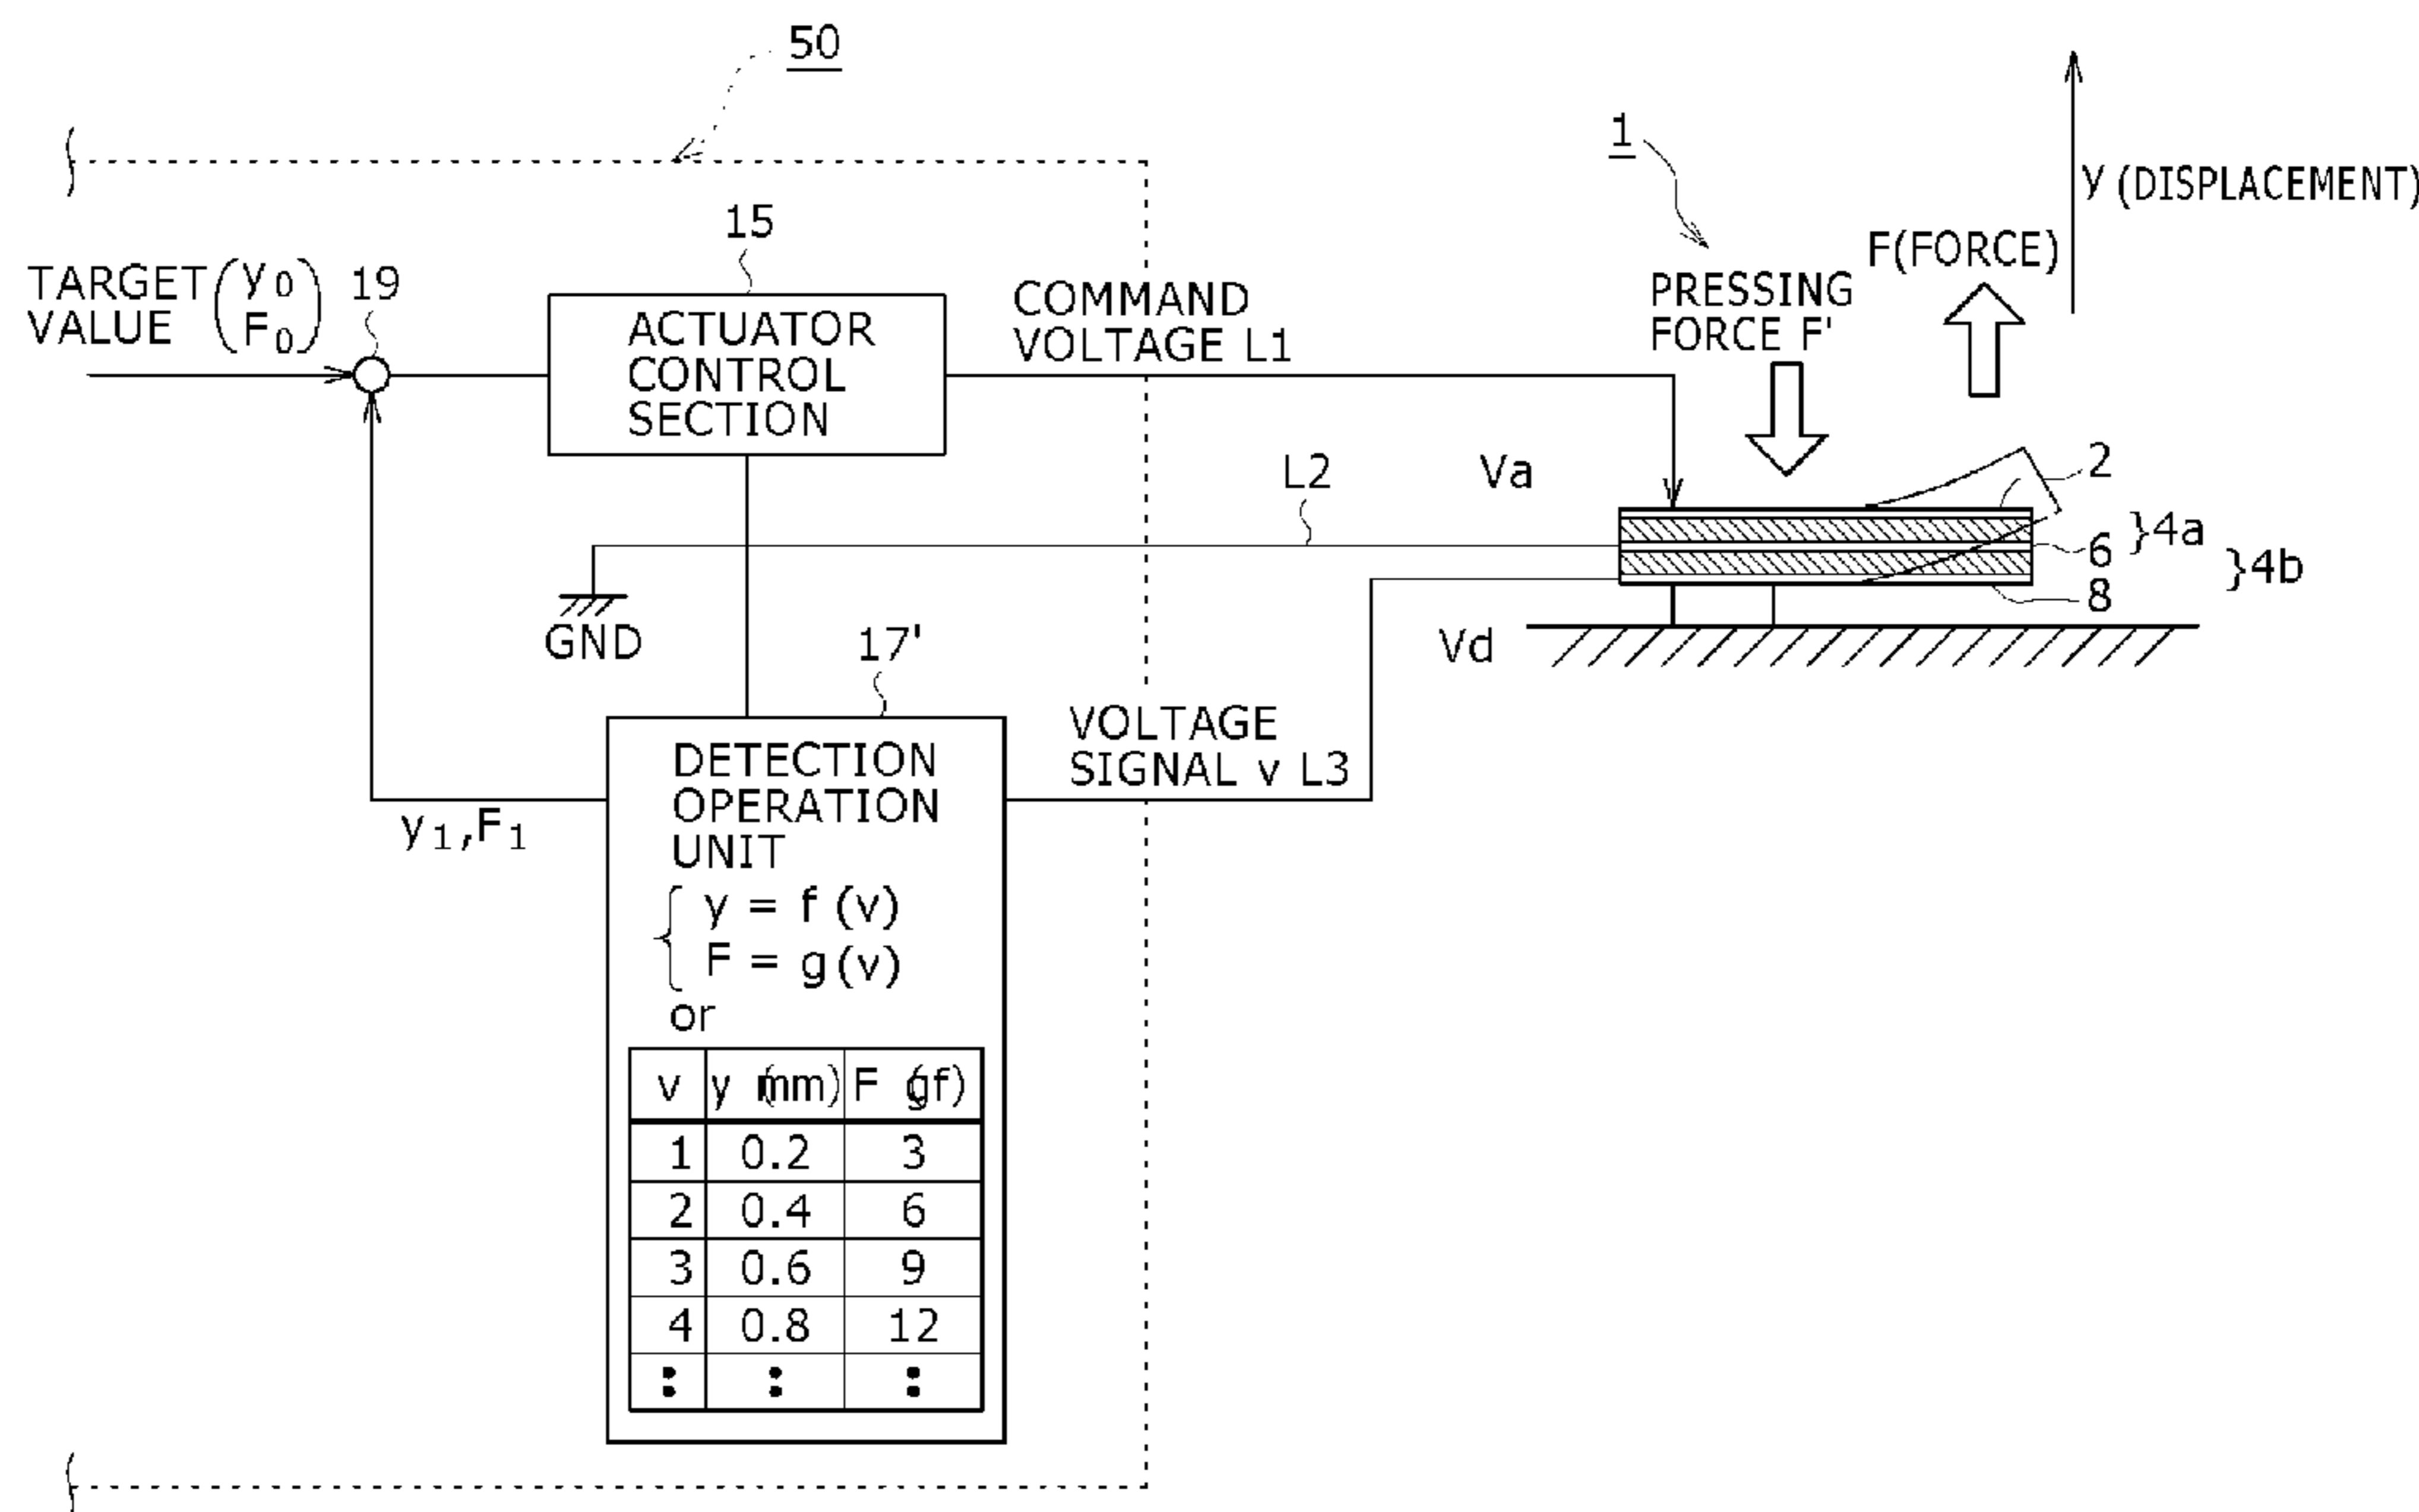 50
1
y (DISPLACEMENT)
15
F(FORCE)
TARGET
VALUE
(y0
F0)
19
PRESSING
FORCE F'
COMMAND
VOLTAGE L1
ACTUATOR
CONTROL
SECTION
L2
Va
2
}4a
6
}4b
8
GND
17'
Vd
VOLTAGE
SIGNAL v L3
DETECTION
OPERATION
UNIT
y1,F1
y = f (v)
F = g (v)
or
v y (mm) F (gf)
1 0.2 3
2 0.4 6
3 0.6 9
4 0.8 12
: : :